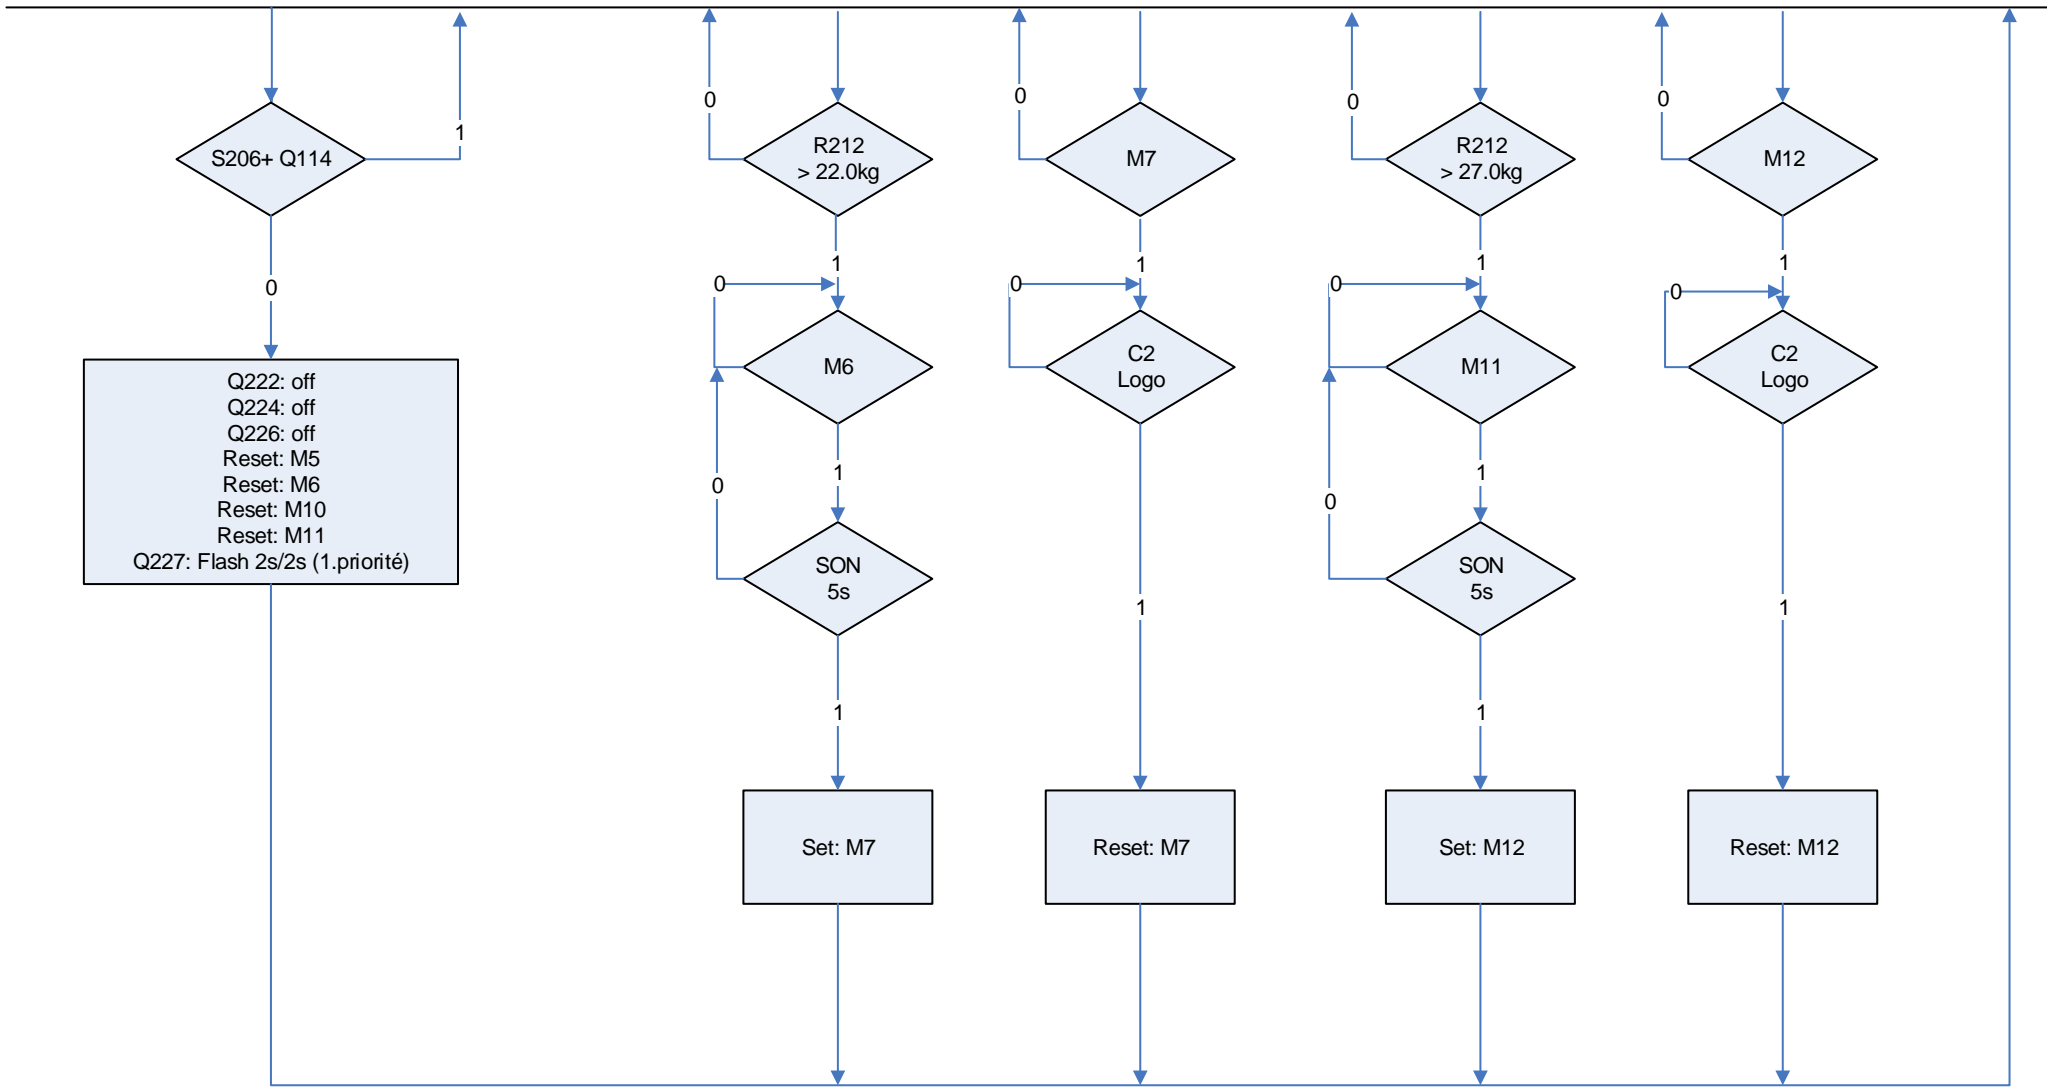 S206+ Q114
1
0
Q222: off
Q224: off
Q226: off
Reset: M5
Reset: M6
Reset: M10
Reset: M11
Q227: Flash 2s/2s (1.priorité)
0
R212
> 22.0kg
1
0
M6
1
0
SON
5s
1
Set: M7
0
M7
1
0
C2
Logo
1
Reset: M7
0
R212
> 27.0kg
1
0
M11
1
0
SON
5s
1
Set: M12
0
M12
1
0
C2
Logo
1
Reset: M12